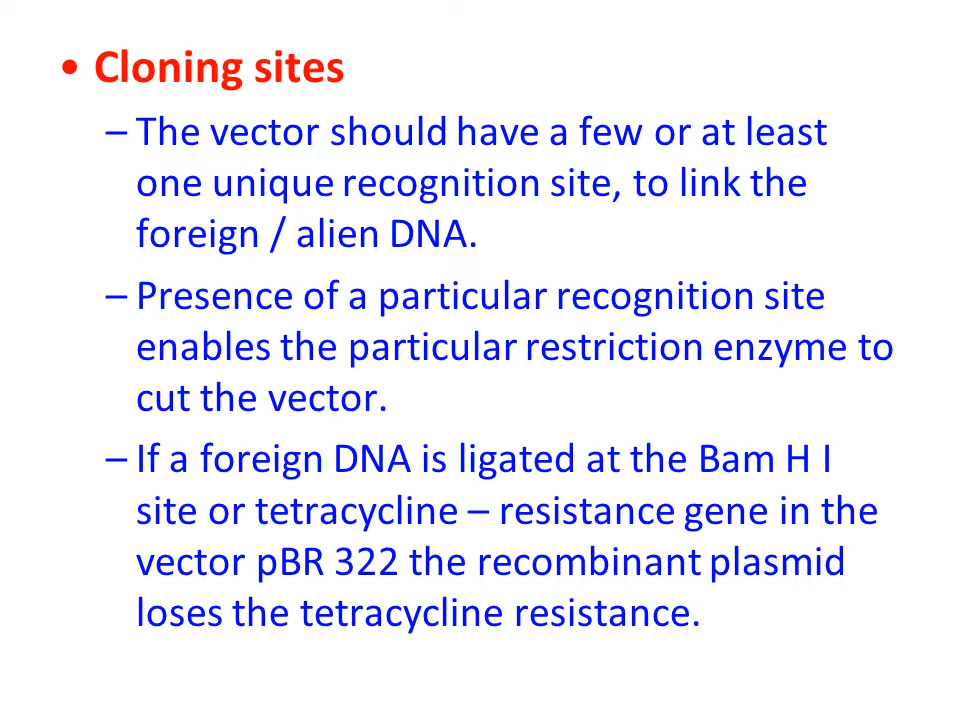 • Cloning sites
– The vector should have a few or at least
one unique recognition site, to link the
foreign / alien DNA.
– Presence of a particular recognition site
enables the particular restriction enzyme to
cut the vector.
– If a foreign DNA is ligated at the Bam H I
site or tetracycline – resistance gene in the
vector pBR 322 the recombinant plasmid
loses the tetracycline resistance.